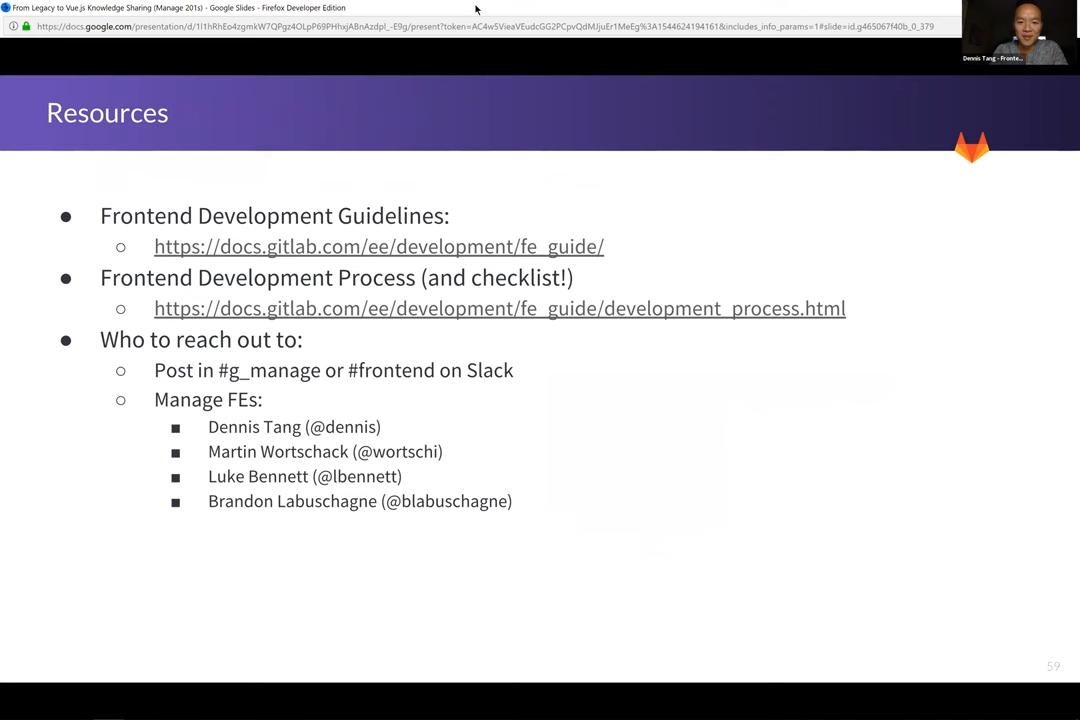 From Legacy to Vue.js Knowledge Sharing (Manage 201s) - Google Slides - Firefox Developer Edition
https://docs.google.com/presentation/d/1l1hRhEo4zgmkW7QPgz4OLpP69PHhxjABnAzdpl_-E9g/present?token=AC4w5VieaVEudcGG2PCpvQdMJjuEr1MeEg%3A1544624194161&includes_info_params=1#slide=id.g465067f40b_0_379
Dennis Tang - Fronte...
Resources
● Frontend Development Guidelines:
○ https://docs.gitlab.com/ee/development/fe_guide/
● Frontend Development Process (and checklist!)
○ https://docs.gitlab.com/ee/development/fe_guide/development_process.html
● Who to reach out to:
○ Post in #g_manage or #frontend on Slack
○ Manage FEs:
■ Dennis Tang (@dennis)
■ Martin Wortschack (@wortschi)
■ Luke Bennett (@lbennett)
■ Brandon Labuschagne (@blabuschagne)
59